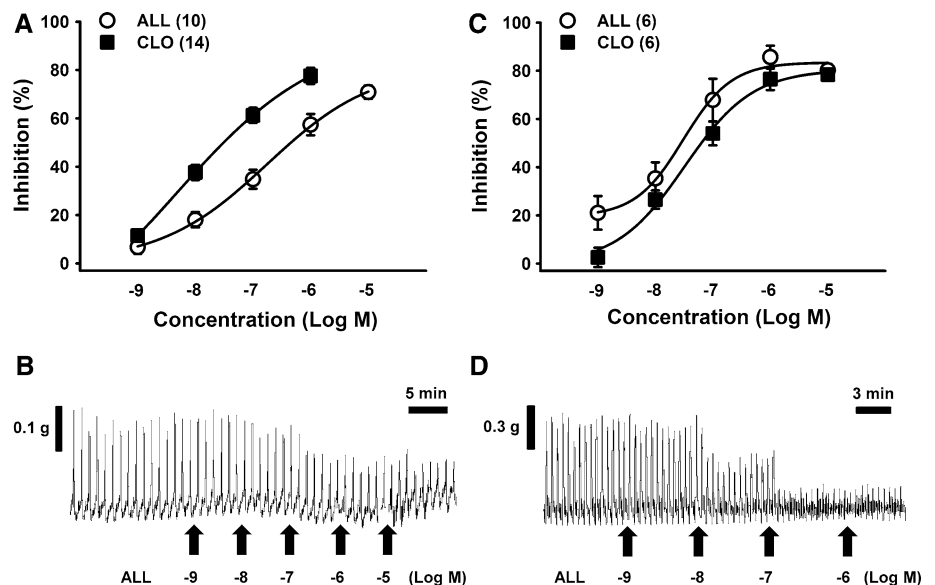 A
ALL (10)
CLO (14)
100
80
60
40
20
0
Inhibition (%)
-9 -8 -7 -6 -5
Concentration (Log M)
C
ALL (6)
CLO (6)
100
80
60
40
20
0
Inhibition (%)
-9 -8 -7 -6 -5
Concentration (Log M)
B
5 min
0.1 g
ALL -9 -8 -7 -6 -5 (Log M)
D
3 min
0.3 g
ALL -9 -8 -7 -6 (Log M)